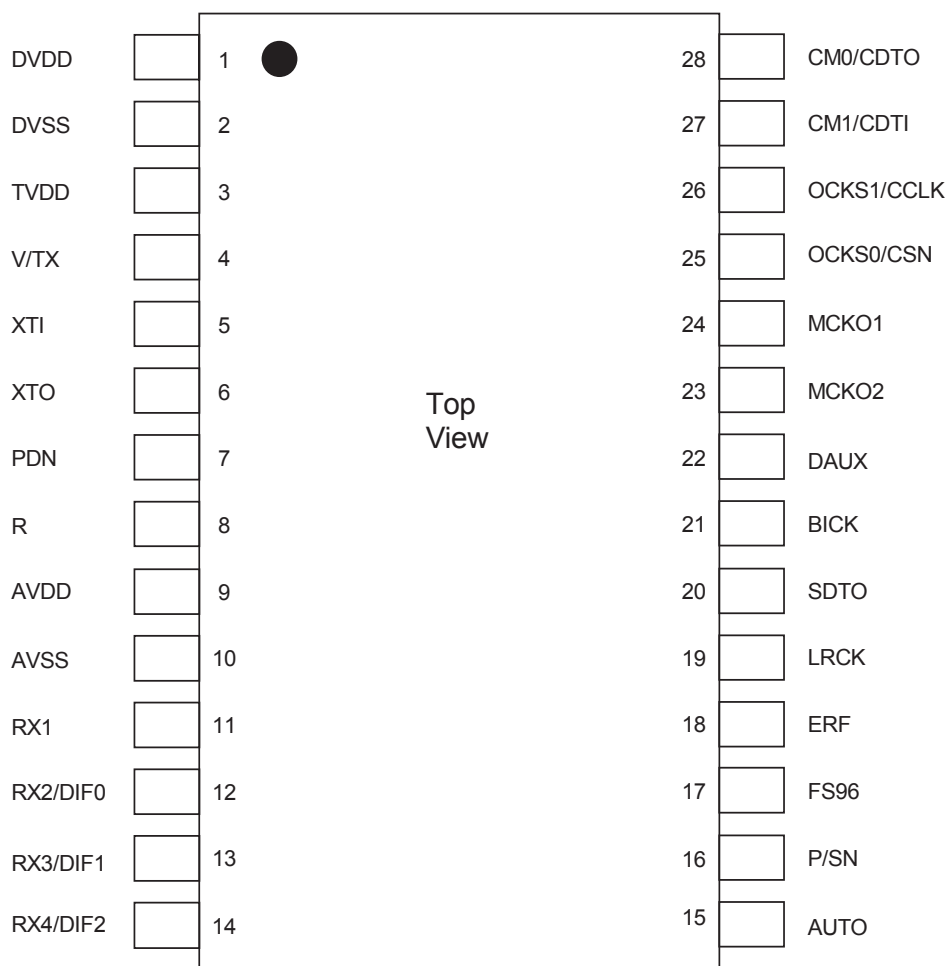 DVDD 1 28 CM0/CDTO
DVSS 2 27 CM1/CDTI
TVDD 3 26 OCKS1/CCLK
V/TX 4 25 OCKS0/CSN
XTI 5 24 MCKO1
XTO 6 23 MCKO2
Top
View
PDN 7 22 DAUX
R 8 21 BICK
AVDD 9 20 SDTO
AVSS 10 19 LRCK
RX1 11 18 ERF
RX2/DIF0 12 17 FS96
RX3/DIF1 13 16 P/SN
RX4/DIF2 14 15 AUTO